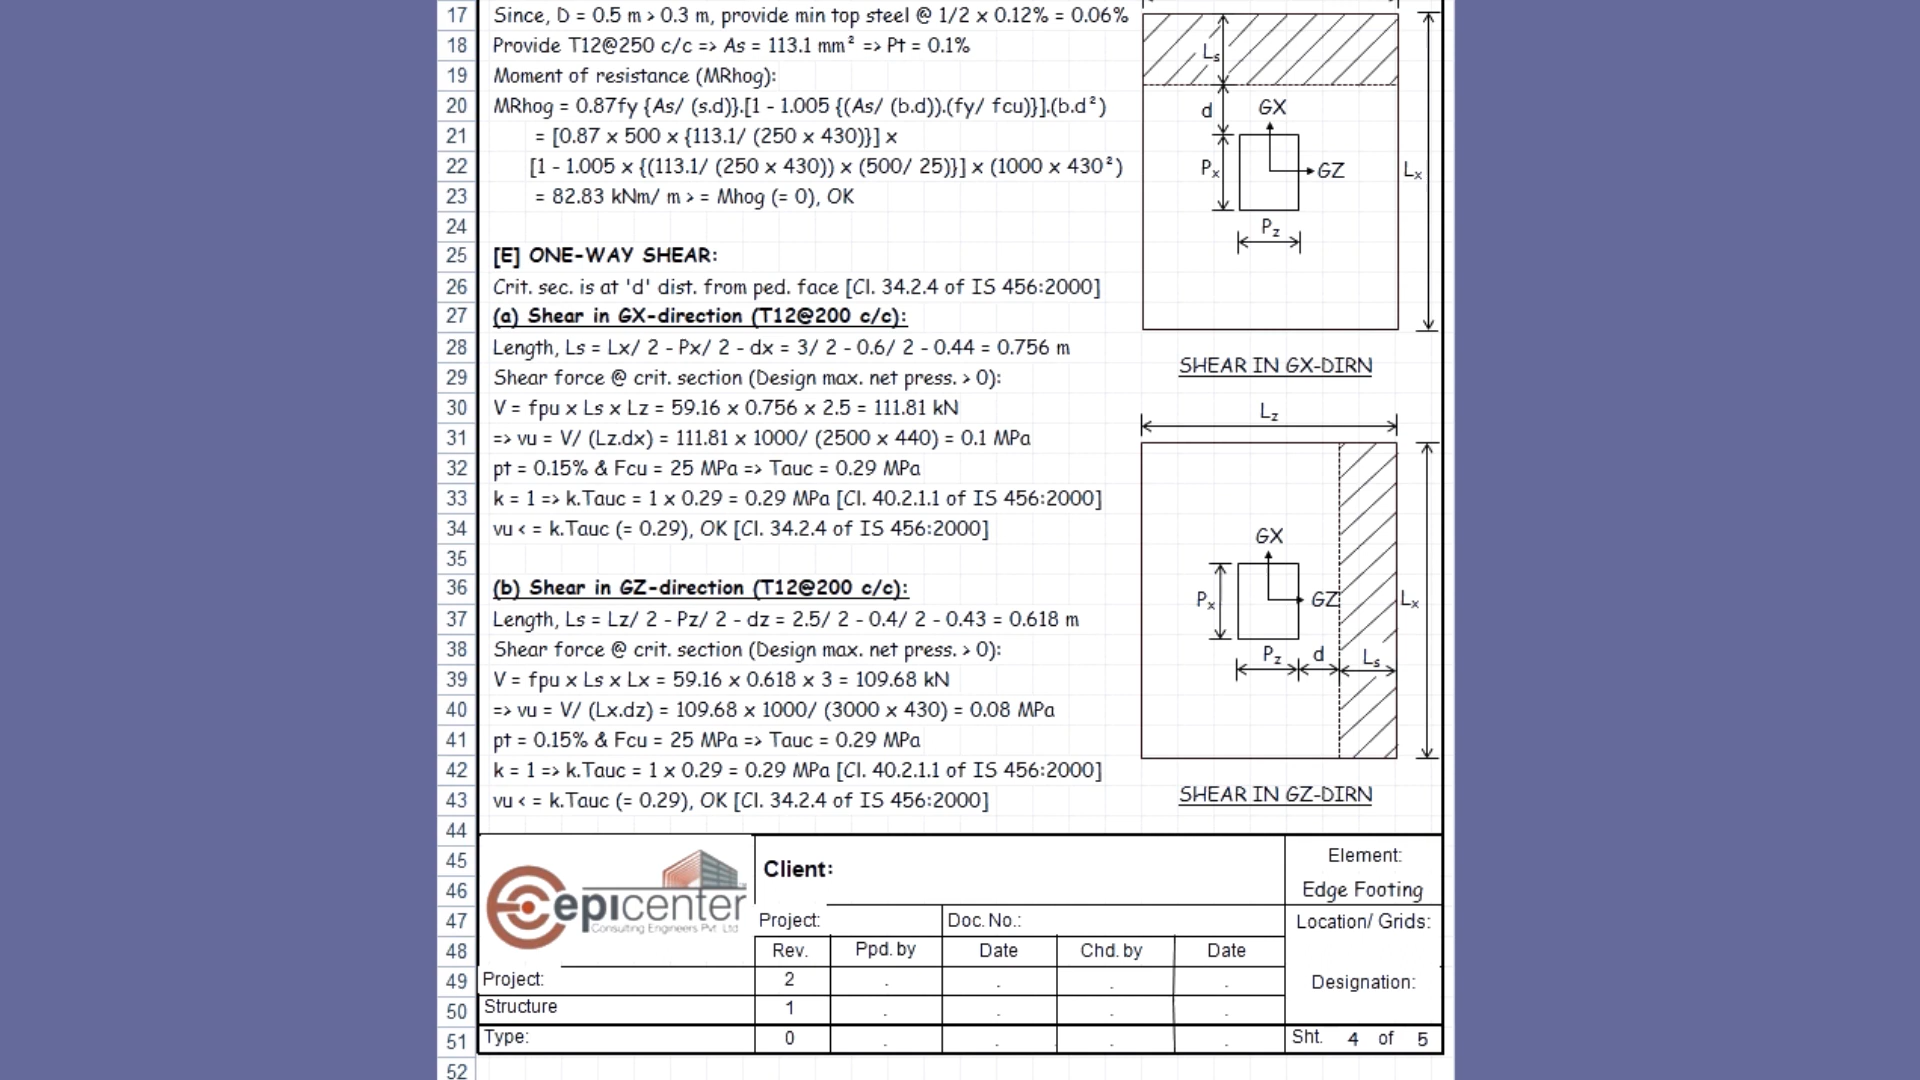 17 Since, D = 0.5 m > 0.3 m, provide min top steel @ 1/2 x 0.12% = 0.06%
18 Provide T12@250 c/c => As = 113.1 mm² => Pt = 0.1%
19 Moment of resistance (MRhog):
20 MRhog = 0.87fy {As/ (s.d)}.[1 - 1.005 {(As/ (b.d)).(fy/ fcu)}].(b.d²)
21 = [0.87 x 500 x {113.1/ (250 x 430)}] x
22 [1 - 1.005 x {(113.1/ (250 x 430)) x (500/ 25)}] x (1000 x 430²)
23 = 82.83 kNm/ m > = Mhog (= 0), OK
24
25 [E] ONE-WAY SHEAR:
26 Crit. sec. is at 'd' dist. from ped. face [Cl. 34.2.4 of IS 456:2000]
27 (a) Shear in GX-direction (T12@200 c/c):
28 Length, Ls = Lx/ 2 - Px/ 2 - dx = 3/ 2 - 0.6/ 2 - 0.44 = 0.756 m
29 Shear force @ crit. section (Design max. net press. > 0):
30 V = fpu x Ls x Lz = 59.16 x 0.756 x 2.5 = 111.81 kN
31 => vu = V/ (Lz.dx) = 111.81 x 1000/ (2500 x 440) = 0.1 MPa
32 pt = 0.15% & Fcu = 25 MPa => Tauc = 0.29 MPa
33 k = 1 => k.Tauc = 1 x 0.29 = 0.29 MPa [Cl. 40.2.1.1 of IS 456:2000]
34 vu < = k.Tauc (= 0.29), OK [Cl. 34.2.4 of IS 456:2000]
35
36 (b) Shear in GZ-direction (T12@200 c/c):
37 Length, Ls = Lz/ 2 - Pz/ 2 - dz = 2.5/ 2 - 0.4/ 2 - 0.43 = 0.618 m
38 Shear force @ crit. section (Design max. net press. > 0):
39 V = fpu x Ls x Lx = 59.16 x 0.618 x 3 = 109.68 kN
40 => vu = V/ (Lx.dz) = 109.68 x 1000/ (3000 x 430) = 0.08 MPa
41 pt = 0.15% & Fcu = 25 MPa => Tauc = 0.29 MPa
42 k = 1 => k.Tauc = 1 x 0.29 = 0.29 MPa [Cl. 40.2.1.1 of IS 456:2000]
43 vu < = k.Tauc (= 0.29), OK [Cl. 34.2.4 of IS 456:2000]
44
Ls
d GX
Px GZ Lx
Pz
SHEAR IN GX-DIRN
Lz
GX
Px GZ Lx
Pz d Ls
SHEAR IN GZ-DIRN
45
46
47
48
49
50
51
52
epicenter
Consulting Engineers Pvt. Ltd
Client:
Element:
Edge Footing
Project: Doc. No.:
Location/ Grids:
Rev. Ppd. by Date Chd. by Date
Project: 2 . . . .
Designation:
Structure 1 . . . .
Type: 0 . . . .
Sht. 4 of 5